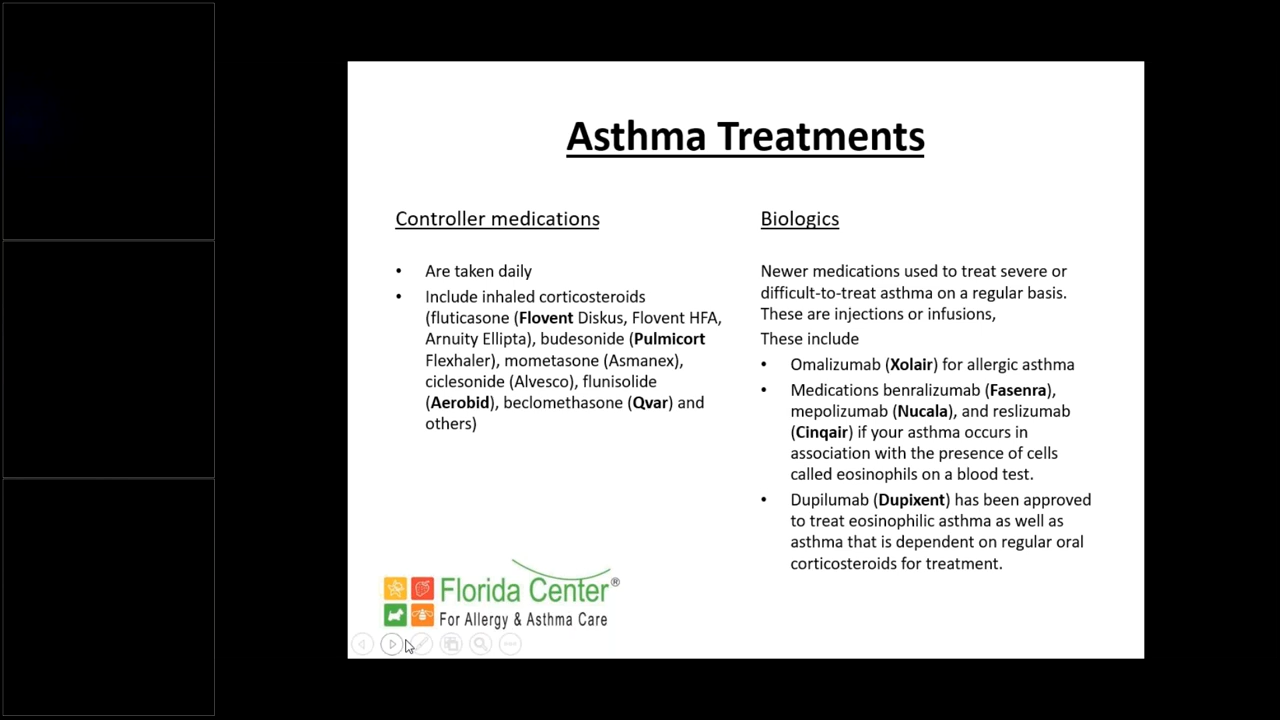 Asthma Treatments
Controller medications
• Are taken daily
• Include inhaled corticosteroids
(fluticasone (Flovent Diskus, Flovent HFA,
Arnuity Ellipta), budesonide (Pulmicort
Flexhaler), mometasone (Asmanex),
ciclesonide (Alvesco), flunisolide
(Aerobid), beclomethasone (Qvar) and
others)
Biologics
Newer medications used to treat severe or
difficult-to-treat asthma on a regular basis.
These are injections or infusions,
These include
• Omalizumab (Xolair) for allergic asthma
• Medications benralizumab (Fasenra),
mepolizumab (Nucala), and reslizumab
(Cinqair) if your asthma occurs in
association with the presence of cells
called eosinophils on a blood test.
• Dupilumab (Dupixent) has been approved
to treat eosinophilic asthma as well as
asthma that is dependent on regular oral
corticosteroids for treatment.
Florida Center®
For Allergy & Asthma Care